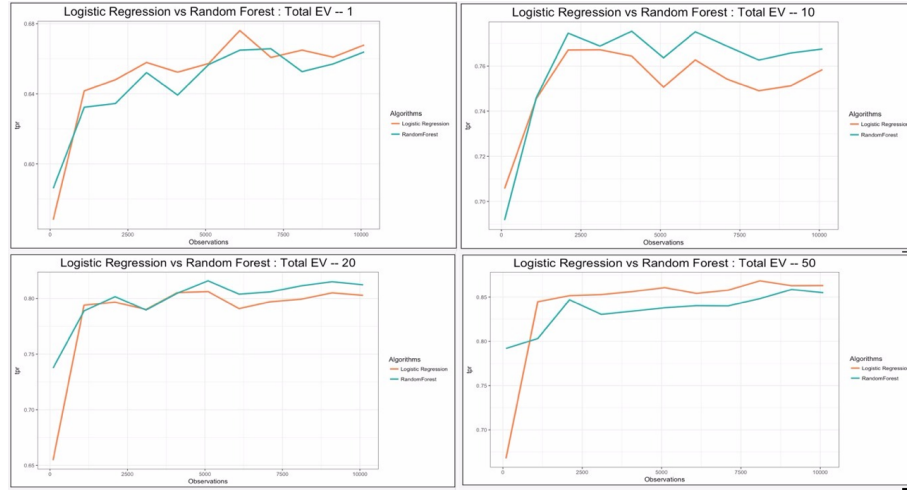 Logistic Regression vs Random Forest : Total EV -- 1
0.68
0.64
0.60
tpr
0
2500
5000
7500
10000
Observations
Algorithms
Logistic Regression
RandomForest
Logistic Regression vs Random Forest : Total EV -- 10
0.76
0.74
0.72
0.70
tpr
0
2500
5000
7500
10000
Observations
Algorithms
Logistic Regression
RandomForest
Logistic Regression vs Random Forest : Total EV -- 20
0.80
0.75
0.70
0.65
tpr
0
2500
5000
7500
10000
Observations
Algorithms
Logistic Regression
RandomForest
Logistic Regression vs Random Forest : Total EV -- 50
0.80
0.75
0.70
tpr
0
2500
5000
7500
10000
Observations
Algorithms
Logistic Regression
RandomForest